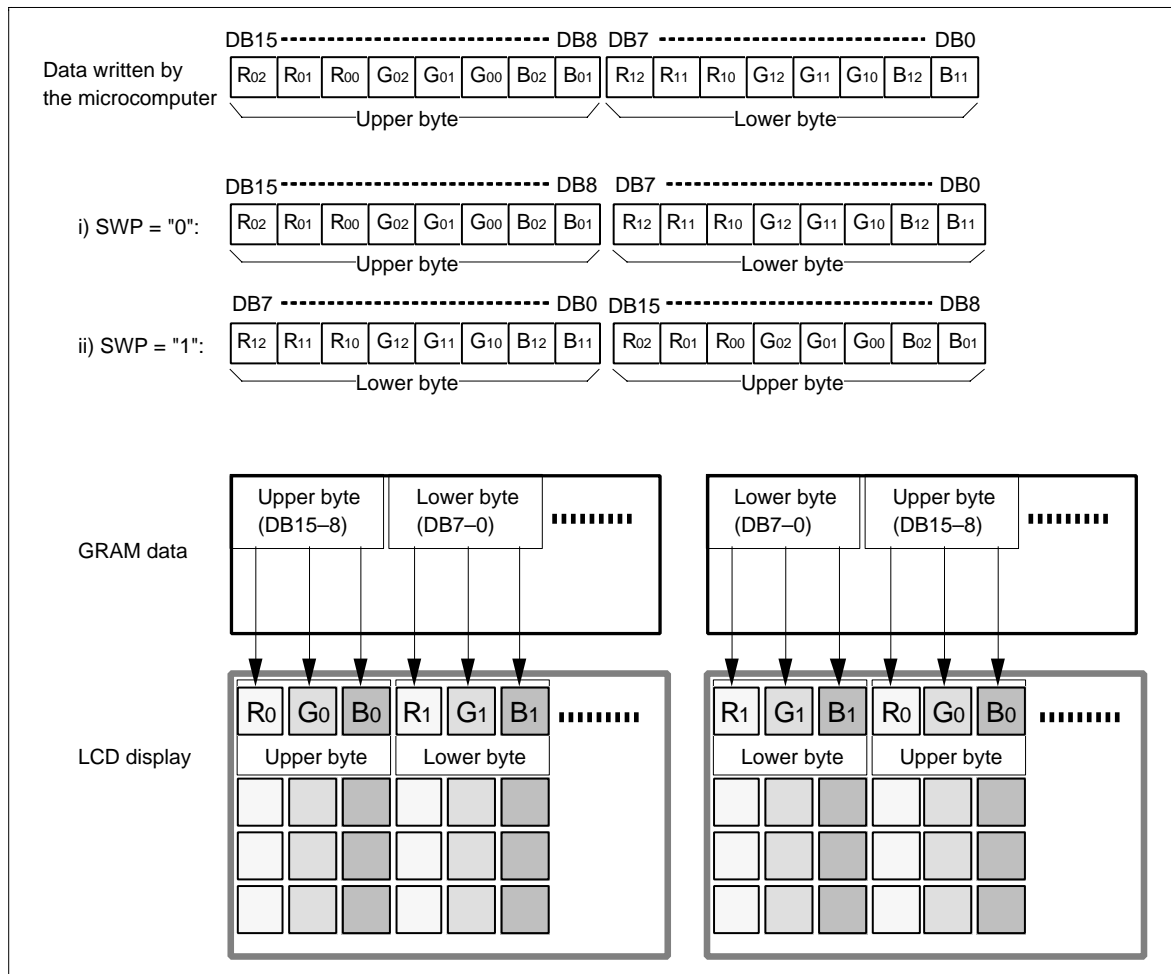 DB15 DB8 DB7 DB0
Data written by
the microcomputer
R02 R01 R00 G02 G01 G00 B02 B01 R12 R11 R10 G12 G11 G10 B12 B11
Upper byte Lower byte
DB15 DB8 DB7 DB0
i) SWP = "0": R02 R01 R00 G02 G01 G00 B02 B01 R12 R11 R10 G12 G11 G10 B12 B11
Upper byte Lower byte
DB7 DB0 DB15 DB8
ii) SWP = "1": R12 R11 R10 G12 G11 G10 B12 B11 R02 R01 R00 G02 G01 G00 B02 B01
Lower byte Upper byte
GRAM data
Upper byte
(DB15–8)
Lower byte
(DB7–0)
Lower byte
(DB7–0)
Upper byte
(DB15–8)
LCD display
R0 G0 B0 R1 G1 B1
Upper byte Lower byte
R1 G1 B1 R0 G0 B0
Lower byte Upper byte